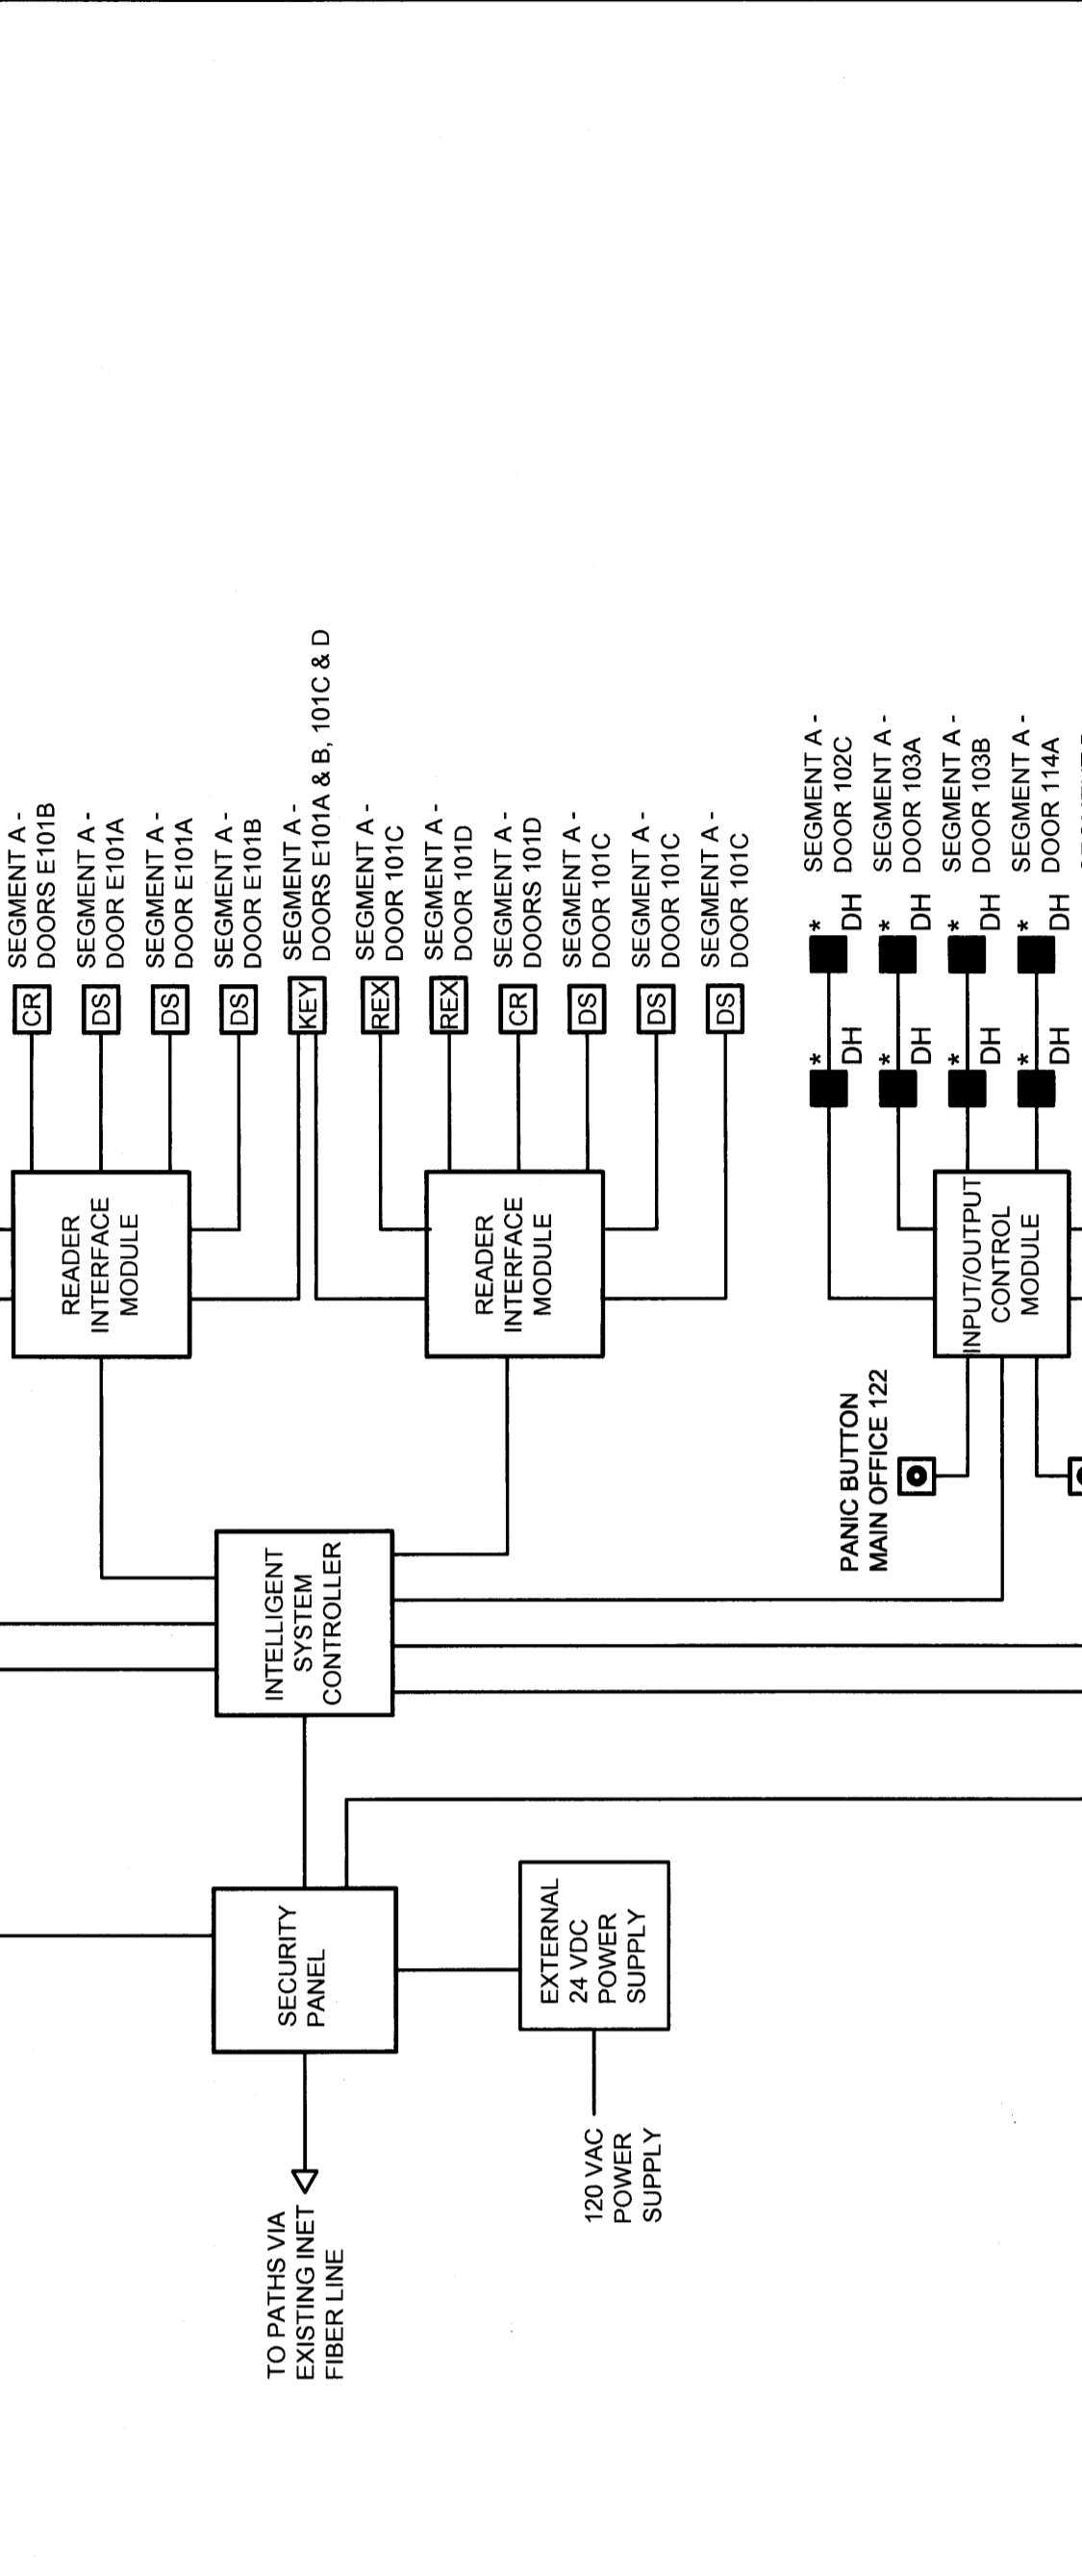 SEGMENT A -
DOORS E101B
CR
SEGMENT A -
DOOR E101A
DS
SEGMENT A -
DOOR E101A
DS
SEGMENT A -
DOOR E101B
DS
SEGMENT A -
DOORS E101A & B, 101C & D
KEY
SEGMENT A -
DOOR 101C
REX
SEGMENT A -
DOOR 101D
REX
SEGMENT A -
DOORS 101D
CR
SEGMENT A -
DOOR 101C
DS
SEGMENT A -
DOOR 101C
DS
SEGMENT A -
DOOR 101C
DS
READER
INTERFACE
MODULE
READER
INTERFACE
MODULE
SEGMENT A -
DOOR 102C
* *
DH DH
SEGMENT A -
DOOR 103A
* *
DH DH
SEGMENT A -
DOOR 103B
* *
DH DH
SEGMENT A -
DOOR 114A
* *
DH DH
INPUT/OUTPUT
CONTROL
MODULE
PANIC BUTTON
MAIN OFFICE 122
INTELLIGENT
SYSTEM
CONTROLLER
SECURITY
PANEL
EXTERNAL
24 VDC
POWER
SUPPLY
120 VAC
POWER
SUPPLY
TO PATHS VIA
EXISTING INET
FIBER LINE